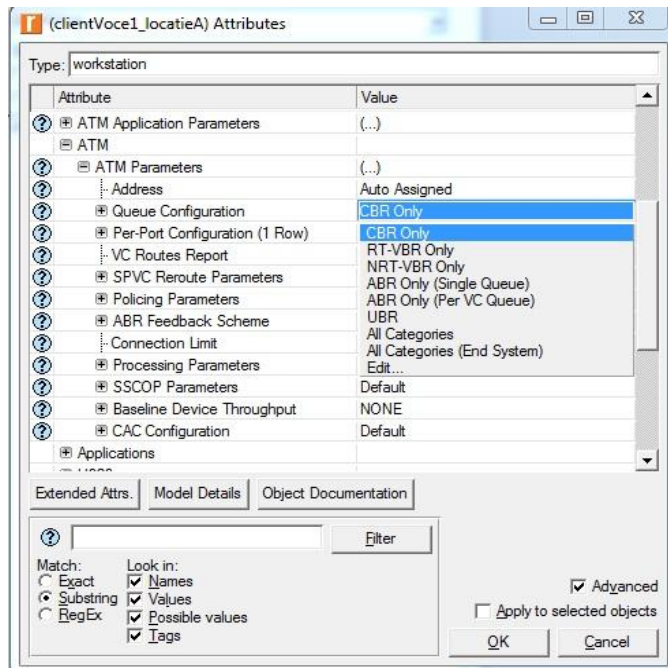 (clientVoce1_locatieA) Attributes
Type: workstation
Attribute Value
ATM Application Parameters (...)
ATM
ATM Parameters (...)
Address Auto Assigned
Queue Configuration CBR Only
Per-Port Configuration (1 Row) CBR Only
VC Routes Report RT-VBR Only
NRT-VBR Only
SPVC Reroute Parameters ABR Only (Single Queue)
Policing Parameters ABR Only (Per VC Queue)
ABR Feedback Scheme UBR
All Categories
Connection Limit All Categories (End System)
Processing Parameters Edit...
SSCOP Parameters Default
Baseline Device Throughput NONE
CAC Configuration Default
Applications
Extended Attrs. Model Details Object Documentation
Filter
Match: Look in:
Exact Names
Substring Values
RegEx Possible values
Tags
Advanced
Apply to selected objects
OK Cancel